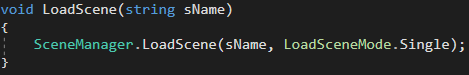 void LoadScene(string sName)
{
    SceneManager.LoadScene(sName, LoadSceneMode.Single);
}